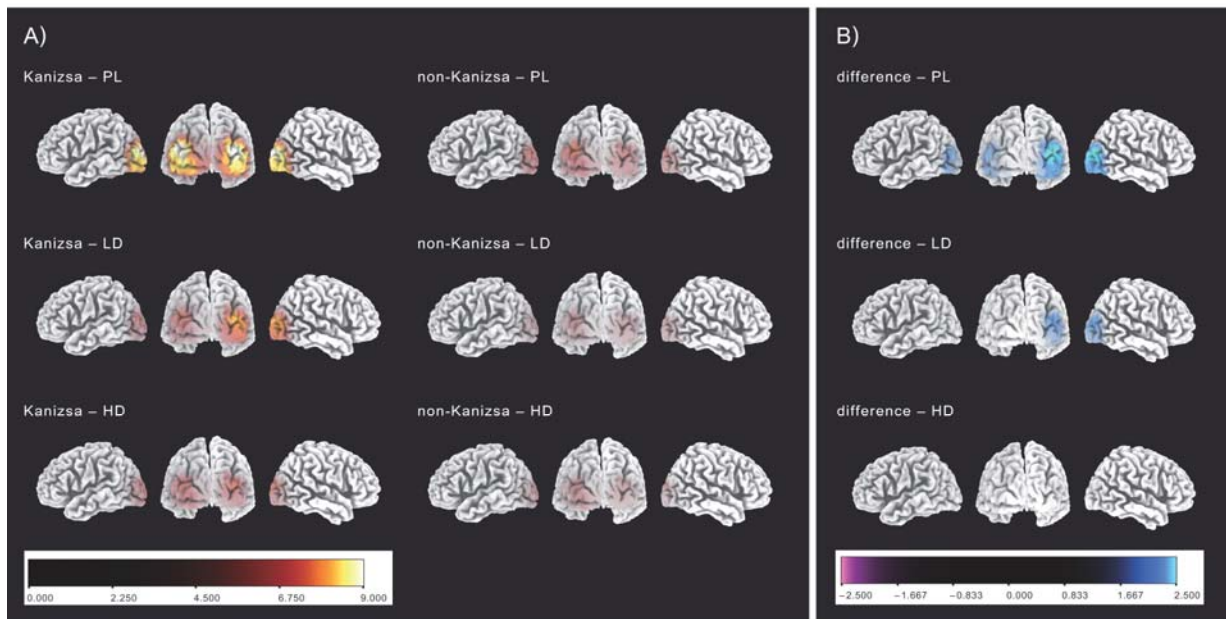 A)
Kanizsa – PL
non-Kanizsa – PL
Kanizsa – LD
non-Kanizsa – LD
Kanizsa – HD
non-Kanizsa – HD
0.000 2.250 4.500 6.750 9.000
B)
difference – PL
difference – LD
difference – HD
−2.500 −1.667 −0.833 0.000 0.833 1.667 2.500